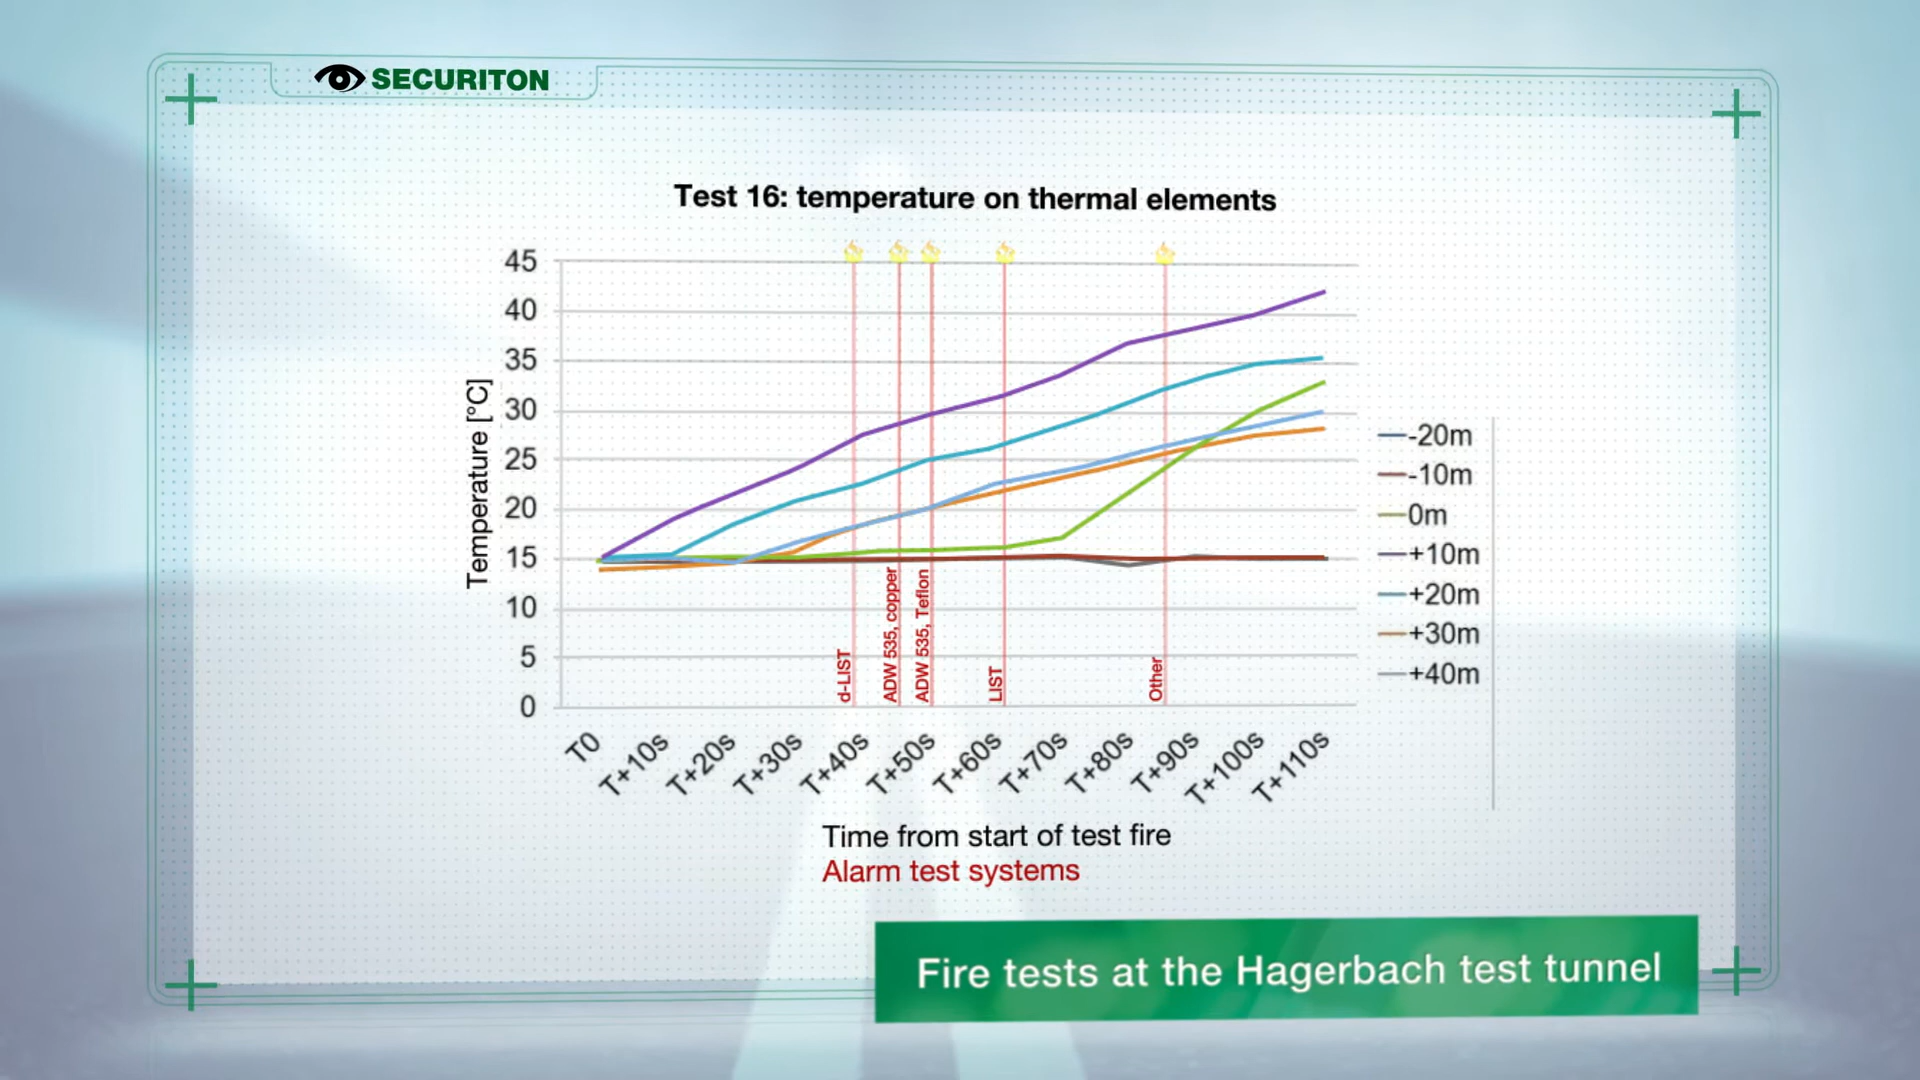 SECURITON
Test 16: temperature on thermal elements
45
40
35
30
25
20
15
10
5
0
Temperature [°C]
d-LIST
ADW 535, copper
ADW 535, Teflon
LIST
Other
-20m
-10m
0m
+10m
+20m
+30m
+40m
T0
T+10s
T+20s
T+30s
T+40s
T+50s
T+60s
T+70s
T+80s
T+90s
T+100s
T+110s
Time from start of test fire
Alarm test systems
Fire tests at the Hagerbach test tunnel